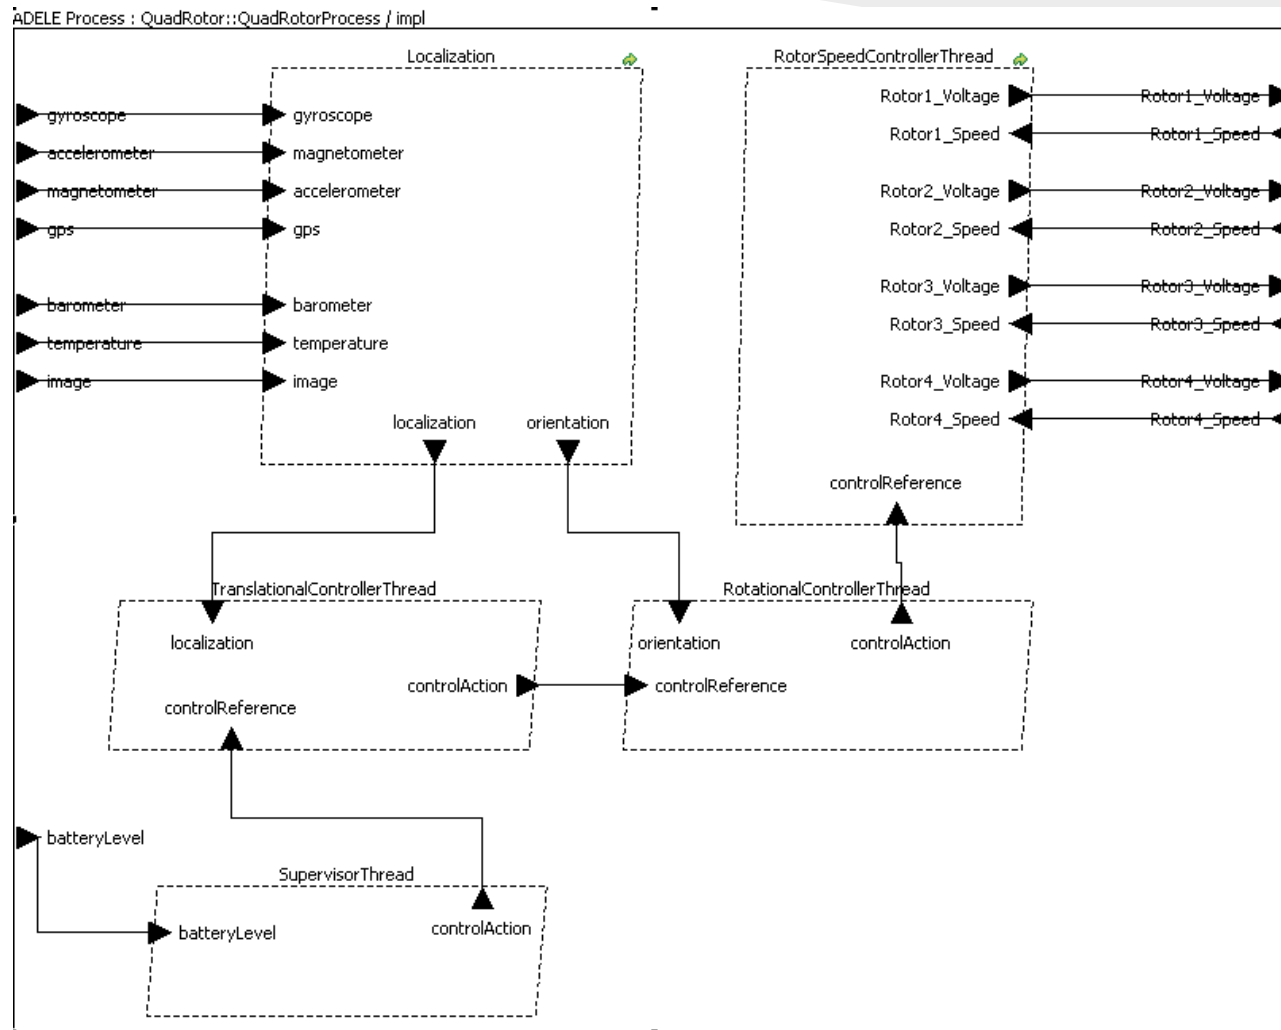 ADELE Process : QuadRotor::QuadRotorProcess / impl
Localization
RotorSpeedControllerThread
gyroscope
gyroscope
Rotor1_Voltage
Rotor1_Voltage
accelerometer
magnetometer
Rotor1_Speed
Rotor1_Speed
magnetometer
accelerometer
Rotor2_Voltage
Rotor2_Voltage
gps
gps
Rotor2_Speed
Rotor2_Speed
Rotor3_Voltage
Rotor3_Voltage
barometer
barometer
Rotor3_Speed
Rotor3_Speed
temperature
temperature
image
image
Rotor4_Voltage
Rotor4_Voltage
localization
orientation
Rotor4_Speed
Rotor4_Speed
controlReference
TranslationalControllerThread
RotationalControllerThread
localization
orientation
controlAction
controlAction
controlReference
controlReference
batteryLevel
SupervisorThread
batteryLevel
controlAction